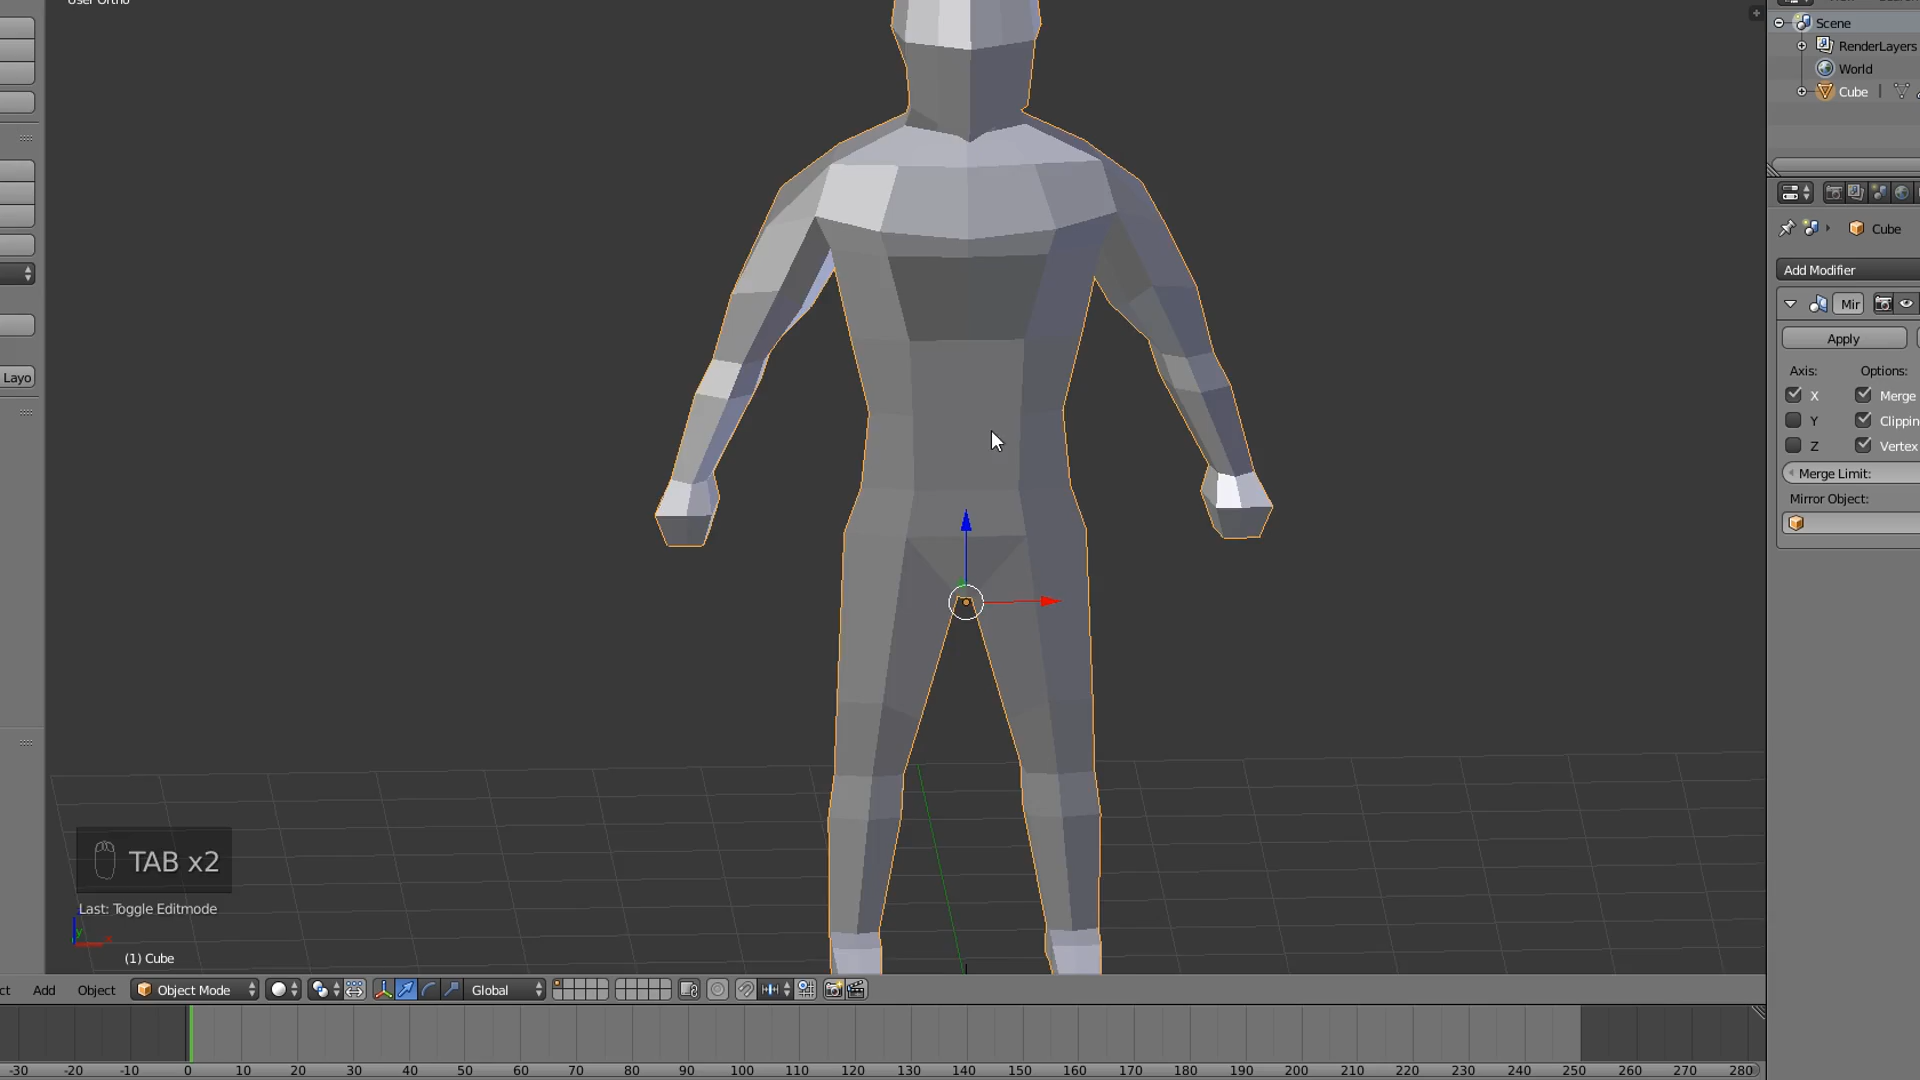 User Ortho
Scene
RenderLayers
World
Cube
Cube
Add Modifier
Mir
Apply
Axis:
Options:
X
Merge
Y
Clippin
Z
Vertex
Merge Limit:
Mirror Object:
Layo
TAB x2
Last: Toggle Editmode
y
x
(1) Cube
ct
Add
Object
Object Mode
Global
-30 -20 -10 0 10 20 30 40 50 60 70 80 90 100 110 120 130 140 150 160 170 180 190 200 210 220 230 240 250 260 270 280